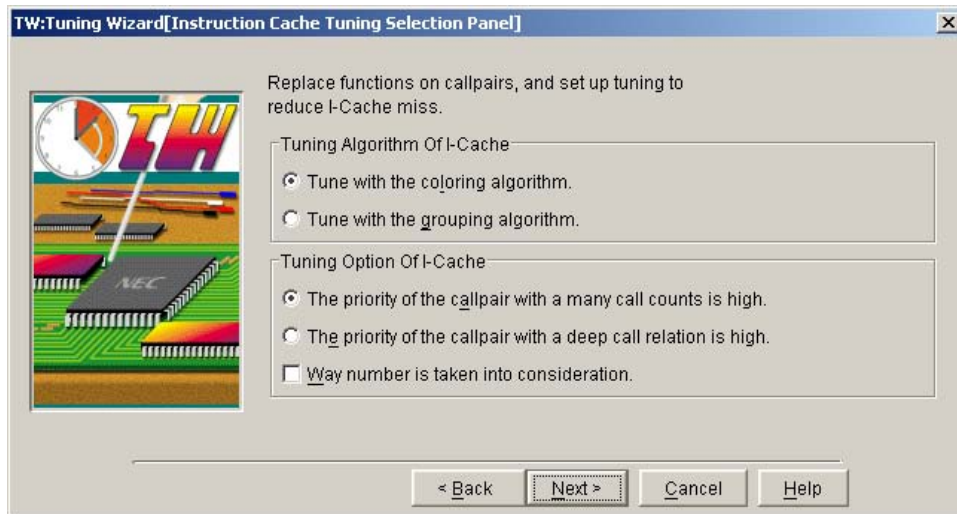 TW:Tuning Wizard[Instruction Cache Tuning Selection Panel]
TW
NEC
Replace functions on callpairs, and set up tuning to
reduce I-Cache miss.
Tuning Algorithm Of I-Cache
Tune with the coloring algorithm.
Tune with the grouping algorithm.
Tuning Option Of I-Cache
The priority of the callpair with a many call counts is high.
The priority of the callpair with a deep call relation is high.
Way number is taken into consideration.
< Back
Next >
Cancel
Help